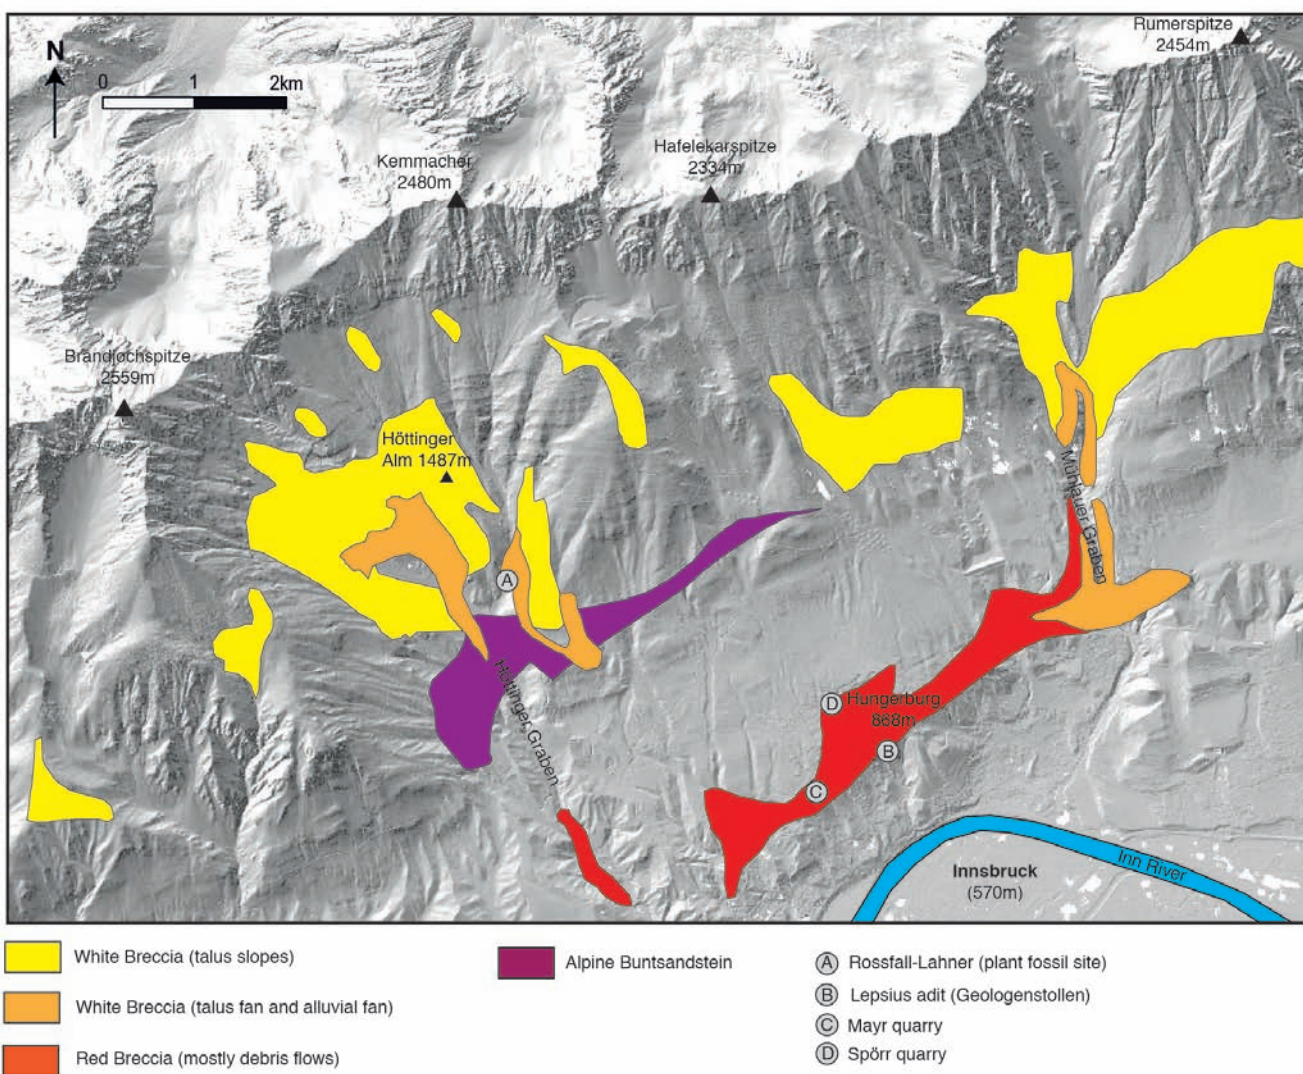 Rumerspitze
2454m
N
0 1 2km
Kemmacher
2480m
Hafelekarspitze
2334m
Brandjochspitze
2559m
Höttinger
Alm 1487m
Mühlauer Graben
A
Höttinger Graben
D
Hungerburg
868m
B
C
Inn River
Innsbruck
(570m)
White Breccia (talus slopes)
White Breccia (talus fan and alluvial fan)
Red Breccia (mostly debris flows)
Alpine Buntsandstein
A Rossfall-Lahner (plant fossil site)
B Lepsius adit (Geologenstollen)
C Mayr quarry
D Spörr quarry